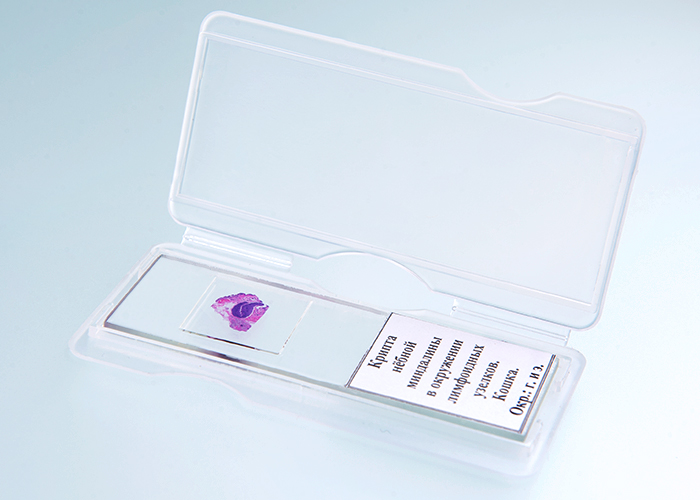 Крипта
нёбной
миндалины
в окружении
лимфоидных
узелков.
Кошка.
Окр.: г. и э.